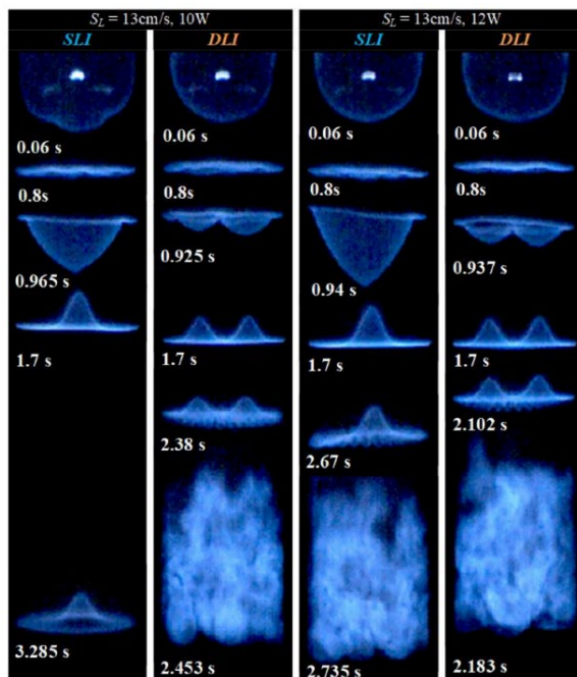 S_L = 13cm/s, 10W
SLI
DLI
0.06 s
0.06 s
0.8s
0.8s
0.965 s
0.925 s
1.7 s
1.7 s
2.38 s
3.285 s
2.453 s
S_L = 13cm/s, 12W
SLI
DLI
0.06 s
0.06 s
0.8s
0.8s
0.94 s
0.937 s
1.7 s
1.7 s
2.67 s
2.102 s
2.735 s
2.183 s